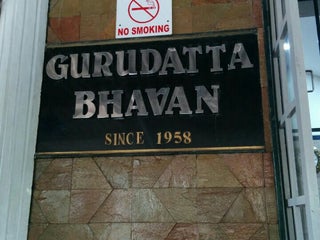 NO SMOKING
GURUDATTA
BHAVAN
SINCE 1958